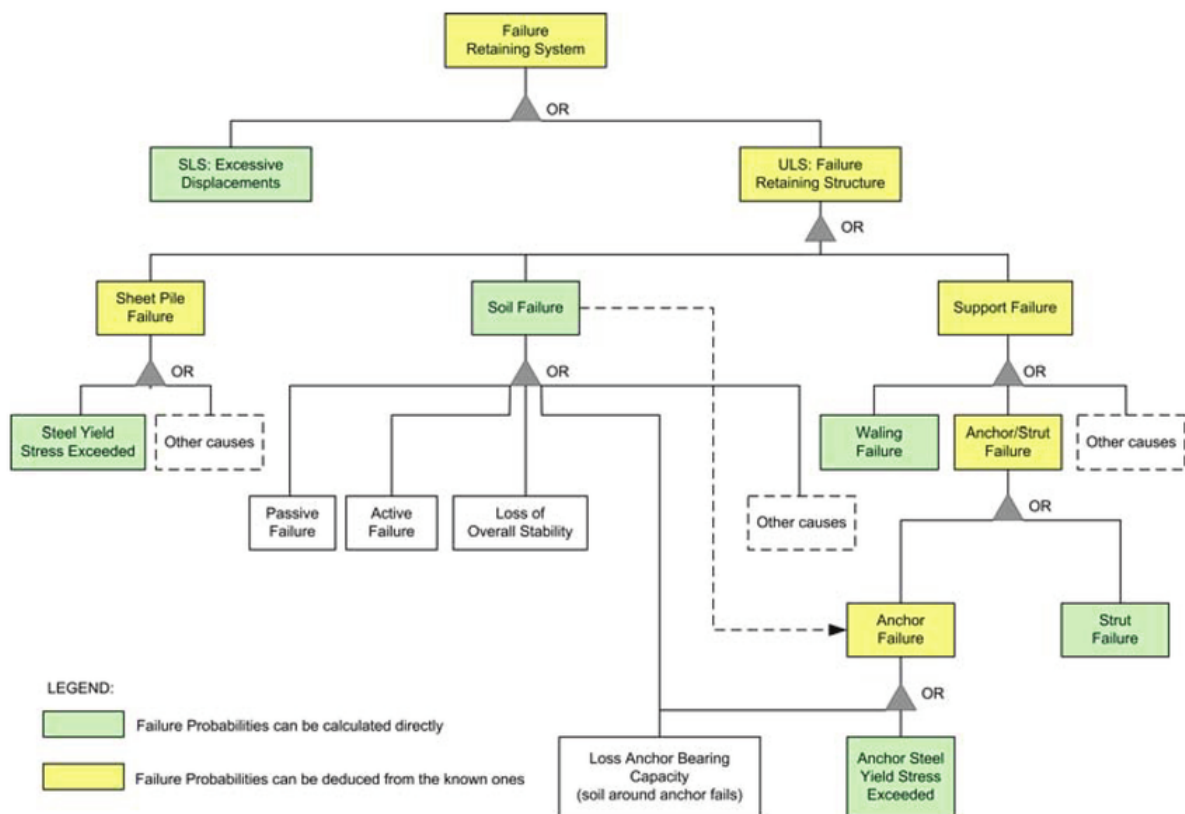 Failure
Retaining System
OR
SLS: Excessive
Displacements
ULS: Failure
Retaining Structure
OR
Sheet Pile
Failure
Soil Failure
Support Failure
OR
OR
OR
Steel Yield
Stress Exceeded
Other causes
Waling
Failure
Anchor/Strut
Failure
Other causes
Passive
Failure
Active
Failure
Loss of
Overall Stability
Other causes
OR
Anchor
Failure
Strut
Failure
OR
LEGEND:
Failure Probabilities can be calculated directly
Failure Probabilities can be deduced from the known ones
Loss Anchor Bearing
Capacity
(soil around anchor fails)
Anchor Steel
Yield Stress
Exceeded